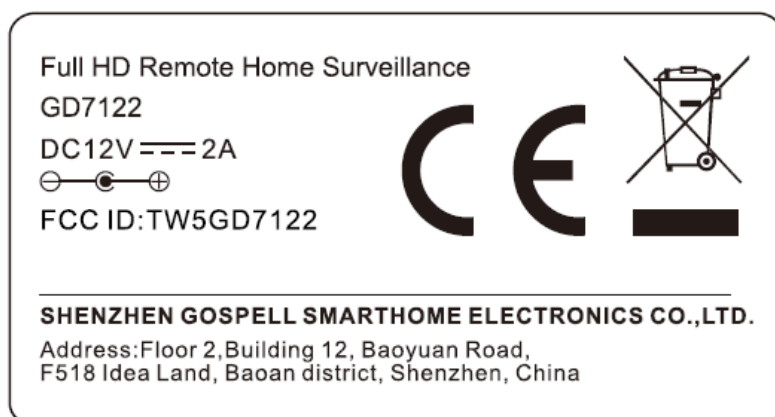 Full HD Remote Home Surveillance
GD7122
DC12V ⎓ 2A
FCC ID:TW5GD7122
CE
SHENZHEN GOSPELL SMARTHOME ELECTRONICS CO.,LTD.
Address:Floor 2,Building 12, Baoyuan Road,
F518 Idea Land, Baoan district, Shenzhen, China